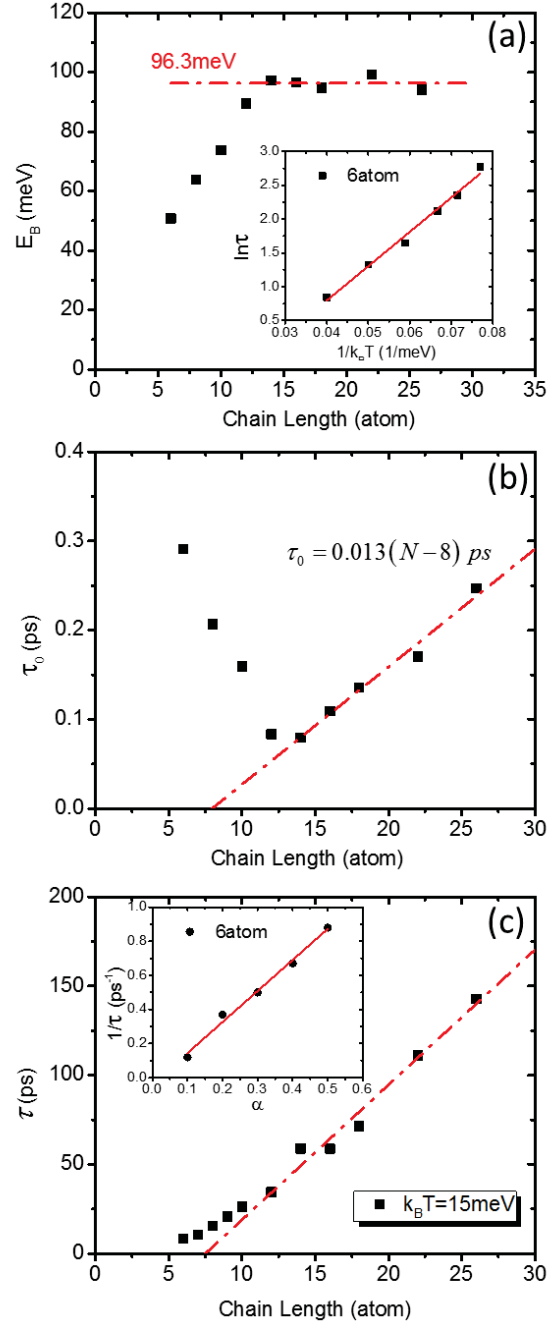 (a)
96.3meV
E_B (meV)
120
100
80
60
40
20
0
0 5 10 15 20 25 30 35
Chain Length (atom)
6atom
lnτ
3.0
2.5
2.0
1.5
1.0
0.5
0.03 0.04 0.05 0.06 0.07 0.08
1/k_BT (1/meV)
(b)
τ₀ = 0.013(N−8) ps
τ₀ (ps)
0.4
0.3
0.2
0.1
0.0
0 5 10 15 20 25 30
Chain Length (atom)
(c)
τ (ps)
200
150
100
50
0
0 5 10 15 20 25 30
Chain Length (atom)
6atom
1/τ (ps⁻¹)
1.0
0.8
0.6
0.4
0.2
0.0
0.0 0.1 0.2 0.3 0.4 0.5 0.6
α
k_BT=15meV